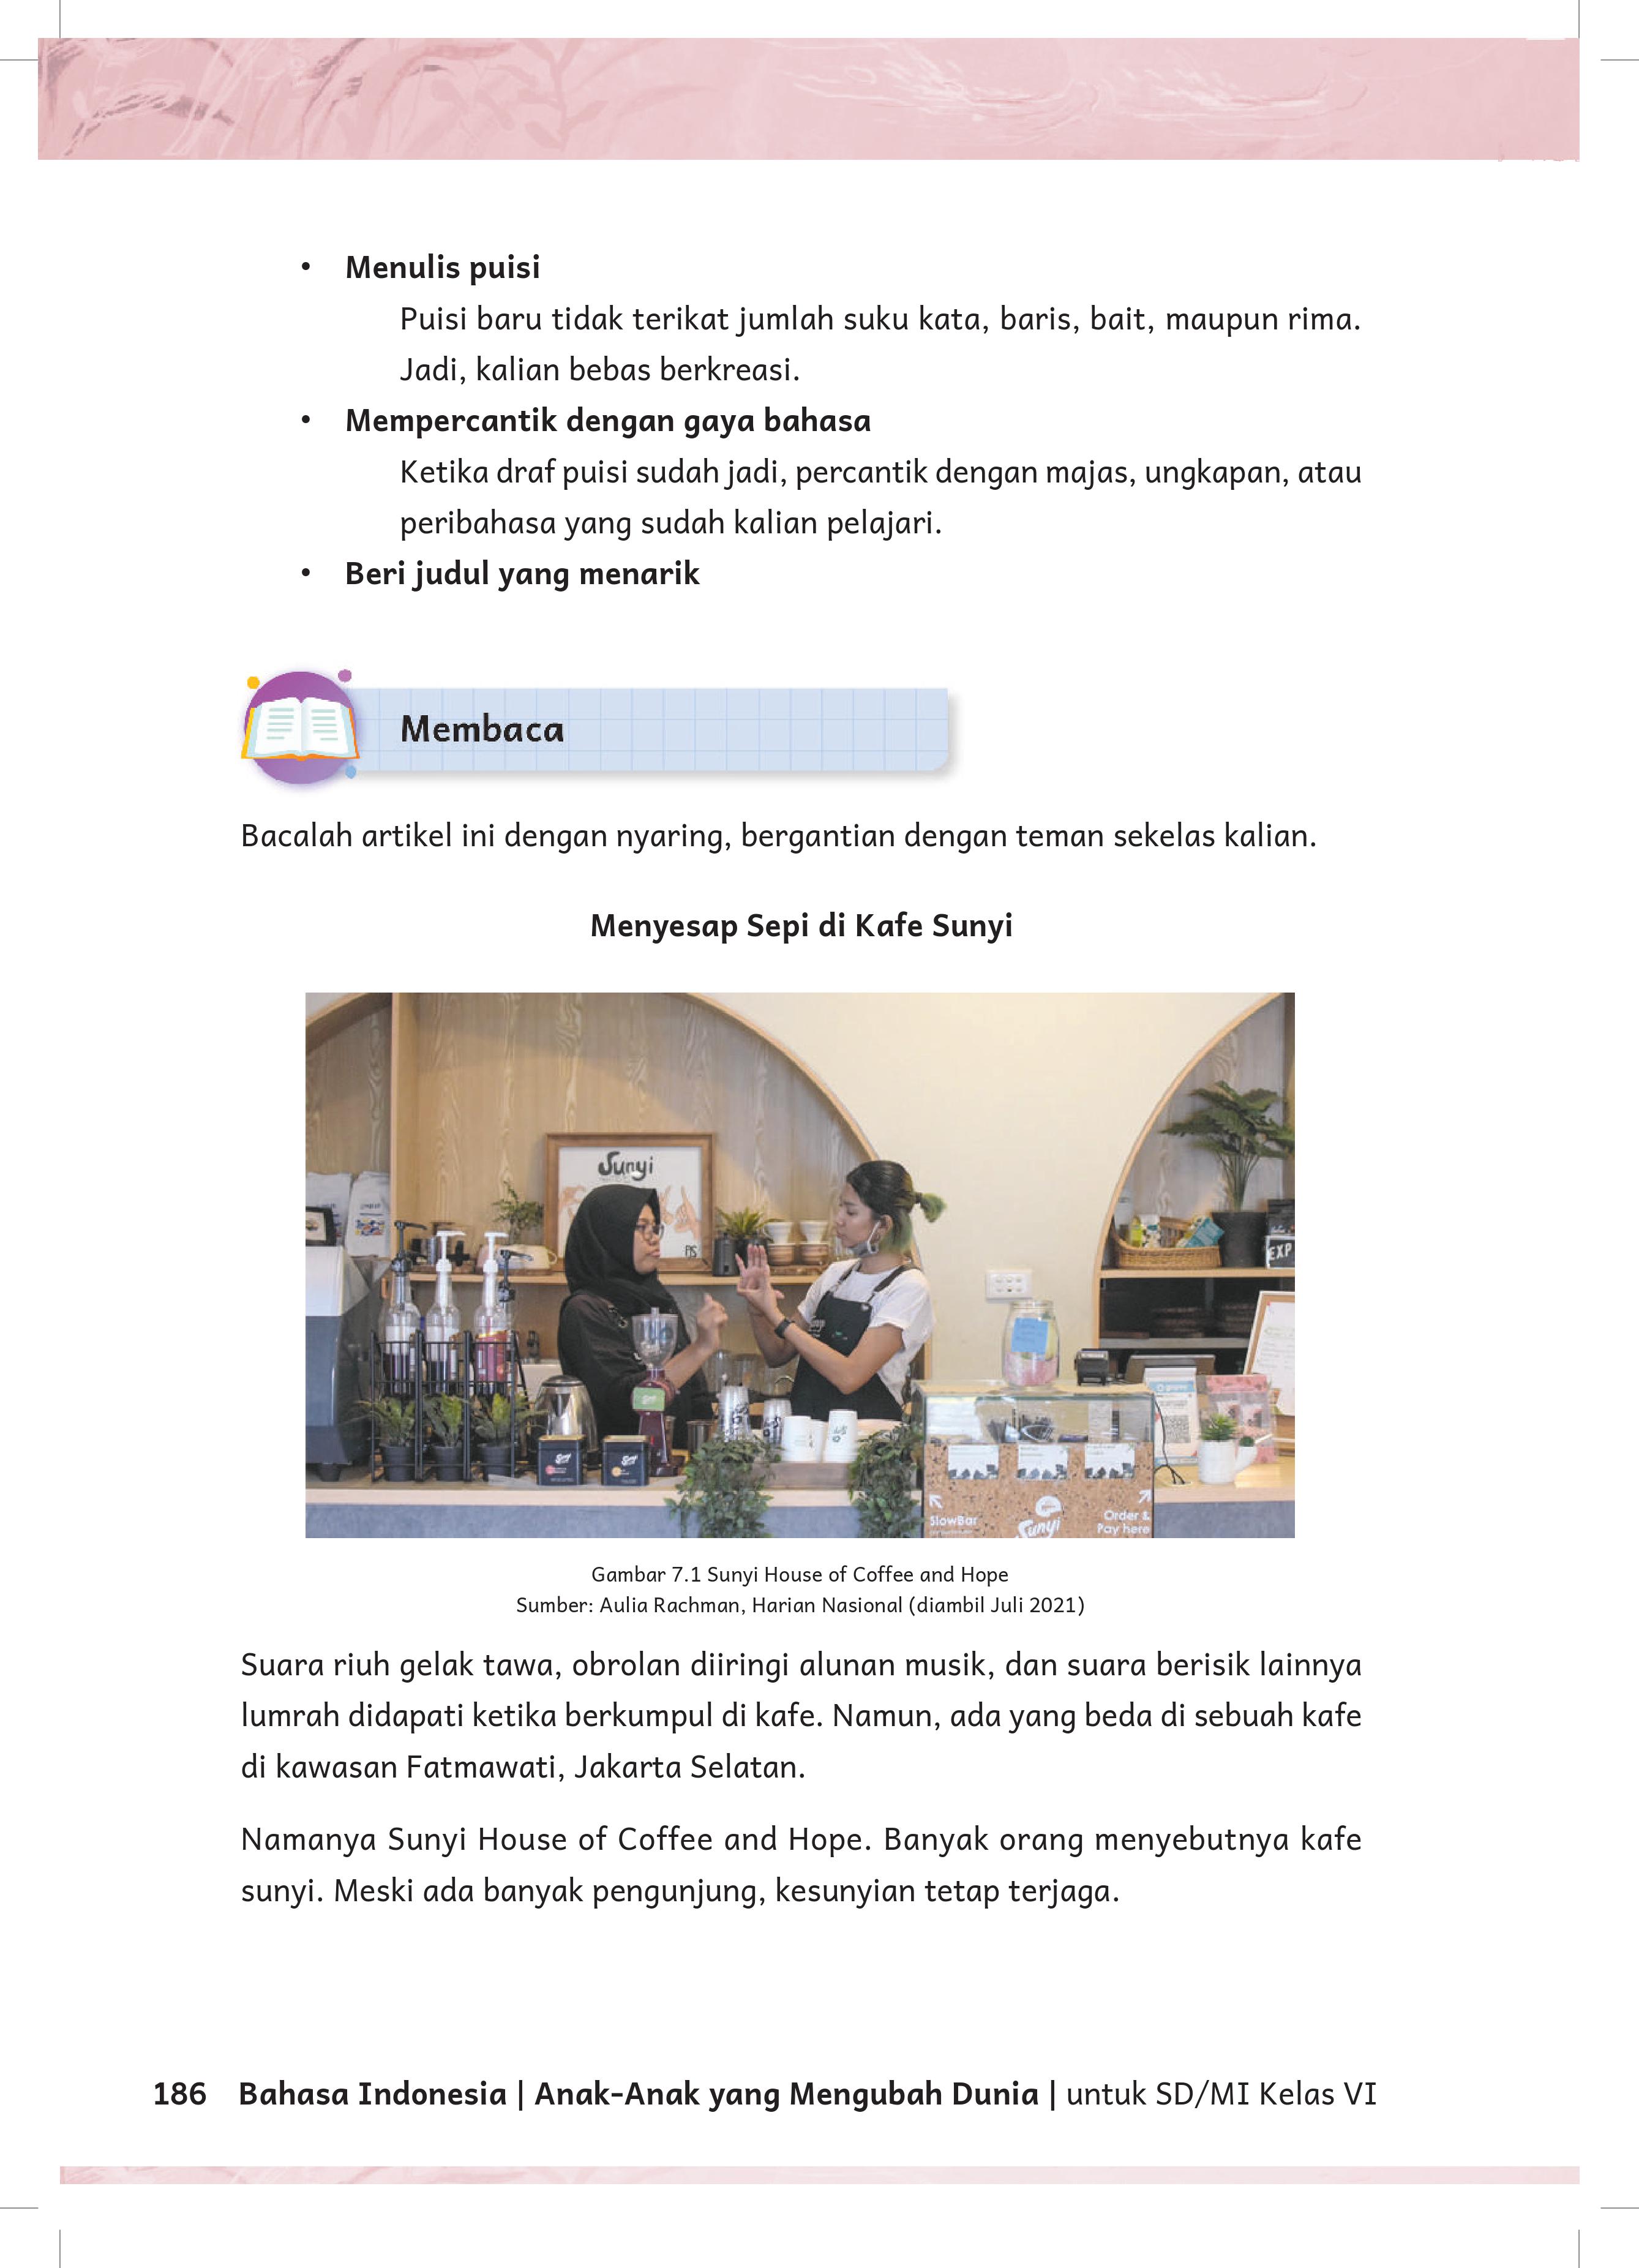 • Menulis puisi
Puisi baru tidak terikat jumlah suku kata, baris, bait, maupun rima.
Jadi, kalian bebas berkreasi.
• Mempercantik dengan gaya bahasa
Ketika draf puisi sudah jadi, percantik dengan majas, ungkapan, atau
peribahasa yang sudah kalian pelajari.
• Beri judul yang menarik
Membaca
Bacalah artikel ini dengan nyaring, bergantian dengan teman sekelas kalian.
Menyesap Sepi di Kafe Sunyi
Sunyi
EXP
SlowBar
Sunyi
Order &
Pay here
Gambar 7.1 Sunyi House of Coffee and Hope
Sumber: Aulia Rachman, Harian Nasional (diambil Juli 2021)
Suara riuh gelak tawa, obrolan diiringi alunan musik, dan suara berisik lainnya
lumrah didapati ketika berkumpul di kafe. Namun, ada yang beda di sebuah kafe
di kawasan Fatmawati, Jakarta Selatan.
Namanya Sunyi House of Coffee and Hope. Banyak orang menyebutnya kafe
sunyi. Meski ada banyak pengunjung, kesunyian tetap terjaga.
186 Bahasa Indonesia | Anak-Anak yang Mengubah Dunia | untuk SD/MI Kelas VI